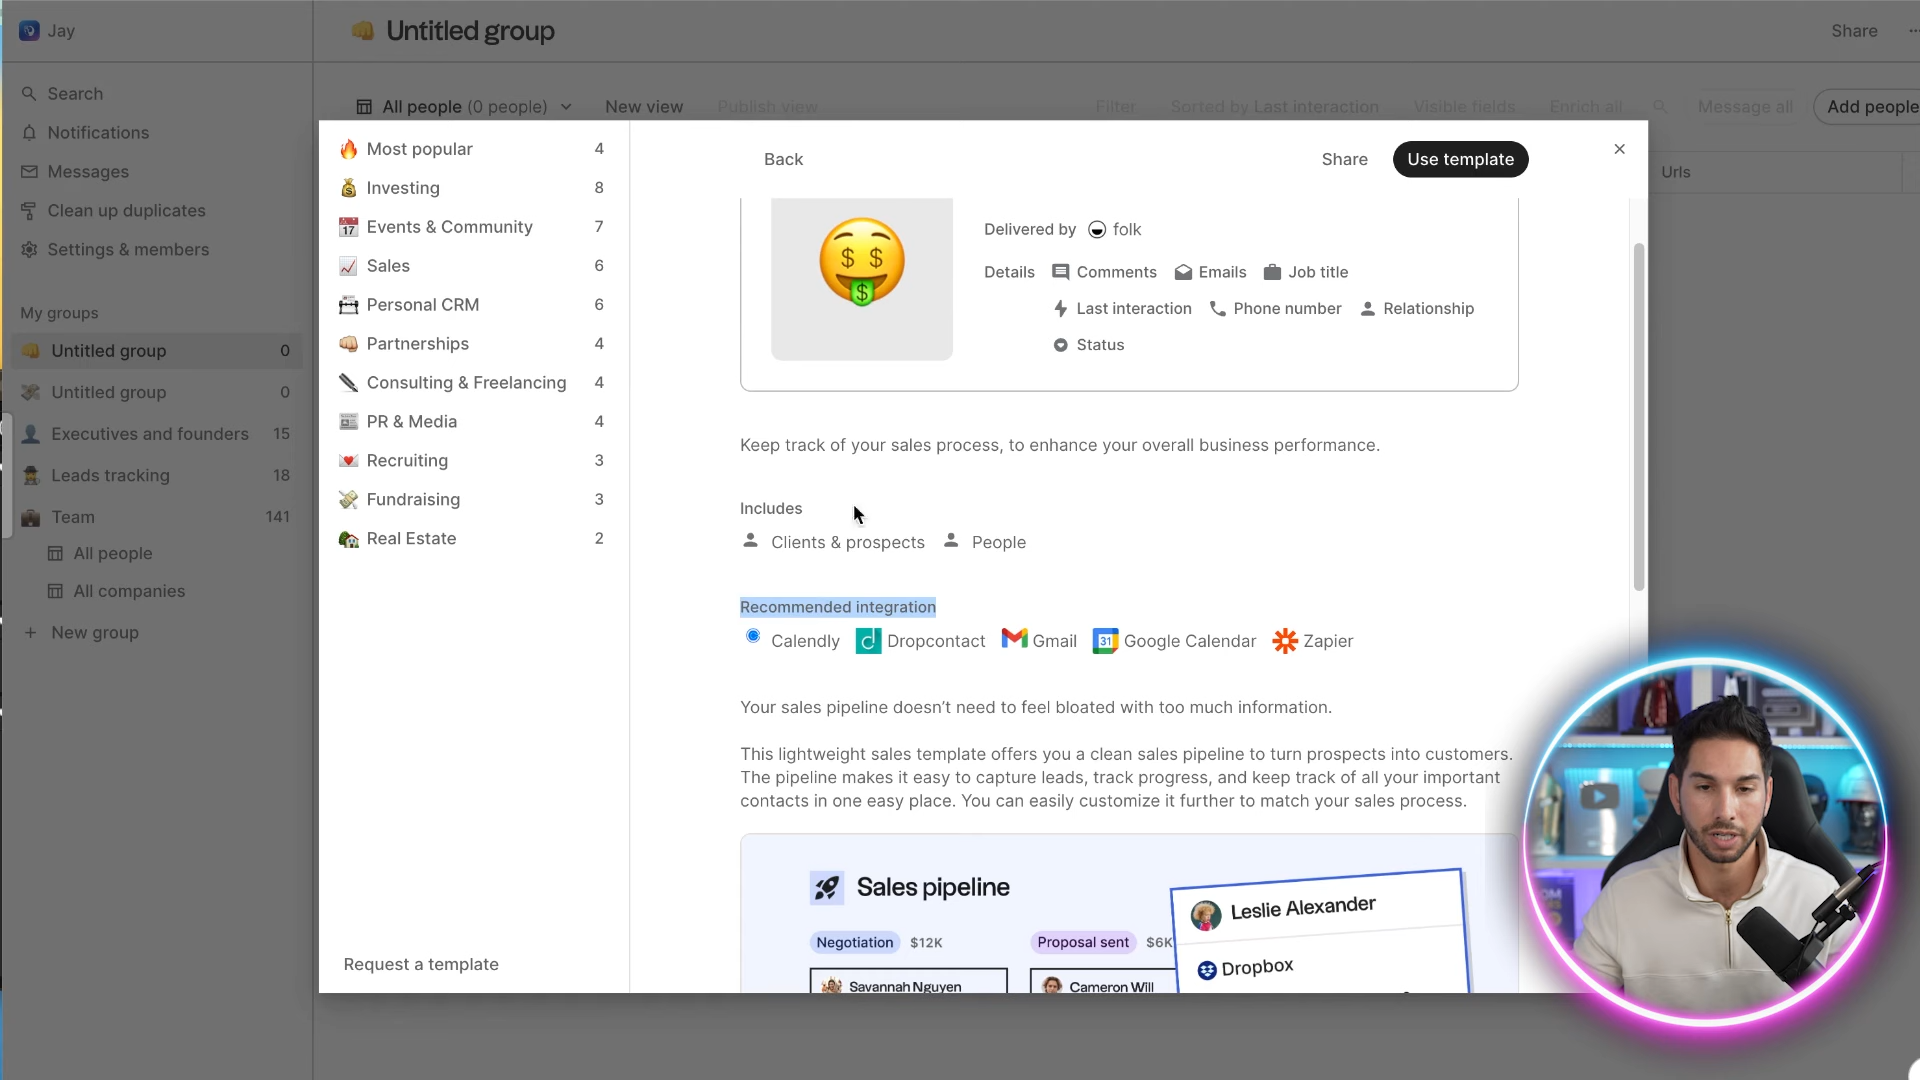 Jay
Untitled group
Share
Search
Notifications
Messages
Clean up duplicates
Settings & members
My groups
Untitled group 0
Untitled group 0
Executives and founders 15
Leads tracking 18
Team 141
All people
All companies
New group
All people (0 people)
New view
Publish view
Filter
Sorted by Last interaction
Visible fields
Enrich all
Message all
Add people
Urls
Most popular 4
Investing 8
Events & Community 7
Sales 6
Personal CRM 6
Partnerships 4
Consulting & Freelancing 4
PR & Media 4
Recruiting 3
Fundraising 3
Real Estate 2
Request a template
Back
Share
Use template
Delivered by folk
Details Comments Emails Job title
Last interaction Phone number Relationship
Status
Keep track of your sales process, to enhance your overall business performance.
Includes
Clients & prospects People
Recommended integration
Calendly Dropcontact Gmail 31 Google Calendar Zapier
Your sales pipeline doesn’t need to feel bloated with too much information.
This lightweight sales template offers you a clean sales pipeline to turn prospects into customers.
The pipeline makes it easy to capture leads, track progress, and keep track of all your important
contacts in one easy place. You can easily customize it further to match your sales process.
Sales pipeline
Negotiation $12K
Proposal sent $6K
Savannah Nguyen
Cameron Will
Leslie Alexander
Dropbox